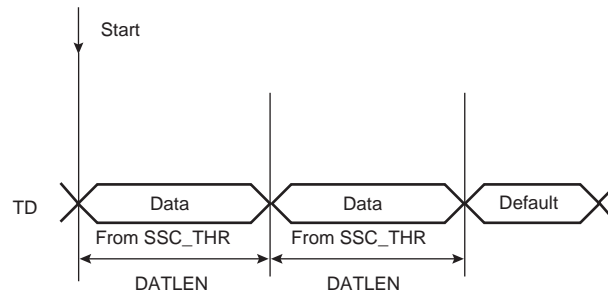 Start
TD
Data
Data
Default
From SSC_THR
From SSC_THR
DATLEN
DATLEN